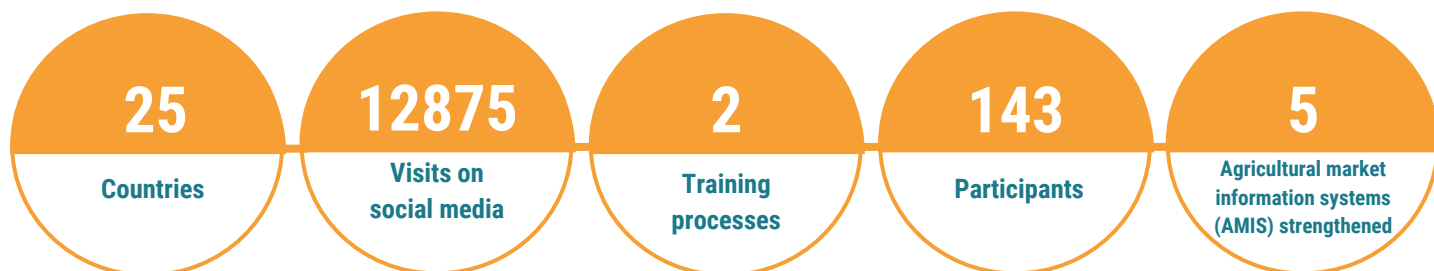 25
Countries
12875
Visits on
social media
2
Training
processes
143
Participants
5
Agricultural market
information systems
(AMIS) strengthened